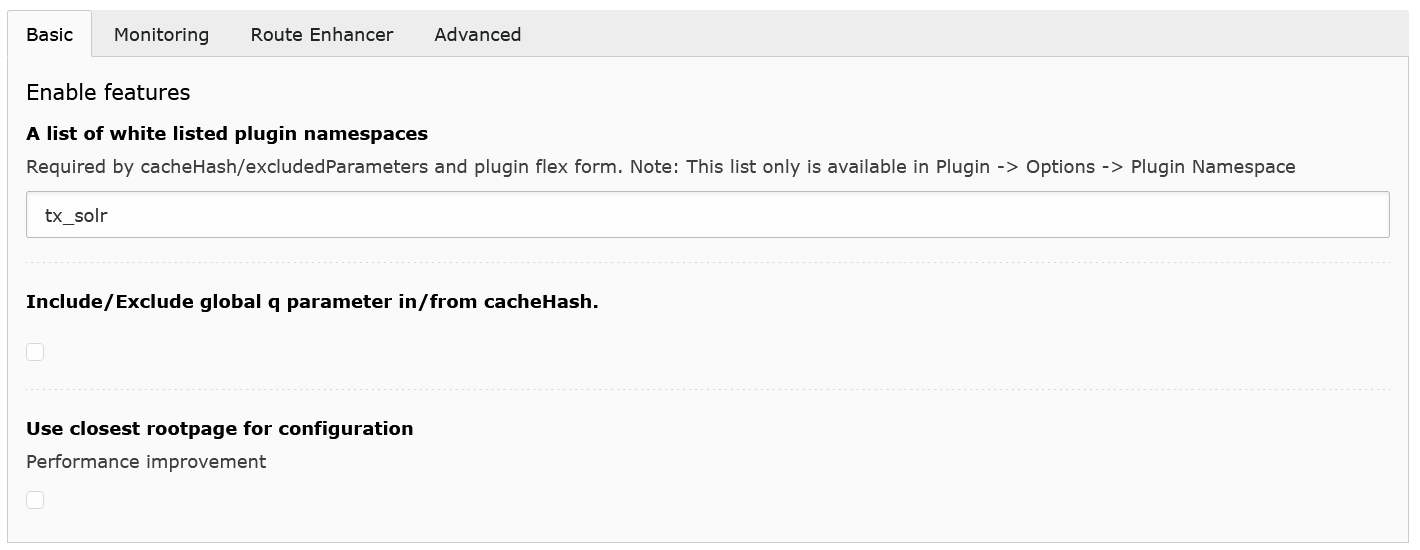 Basic Monitoring Route Enhancer Advanced
Enable features
A list of white listed plugin namespaces
Required by cacheHash/excludedParameters and plugin flex form. Note: This list only is available in Plugin -> Options -> Plugin Namespace
tx_solr
Include/Exclude global q parameter in/from cacheHash.
Use closest rootpage for configuration
Performance improvement